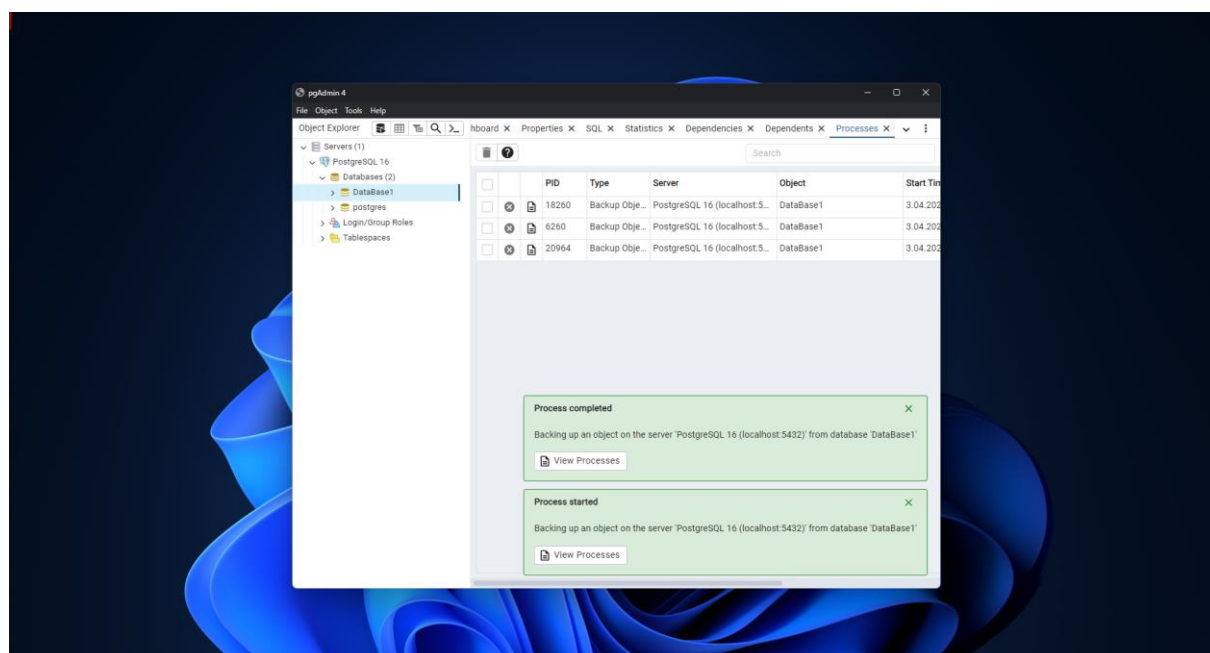 pgAdmin 4
File Object Tools Help
Object Explorer
hboard Properties SQL Statistics Dependencies Dependents Processes
Servers (1)
PostgreSQL 16
Databases (2)
DataBase1
postgres
Login/Group Roles
Tablespaces
Search
PID Type Server Object Start Tim
18260 Backup Obje... PostgreSQL 16 (localhost:5... DataBase1 3.04.202
6260 Backup Obje... PostgreSQL 16 (localhost:5... DataBase1 3.04.202
20964 Backup Obje... PostgreSQL 16 (localhost:5... DataBase1 3.04.202
Process completed
Backing up an object on the server 'PostgreSQL 16 (localhost:5432)' from database 'DataBase1'
View Processes
Process started
Backing up an object on the server 'PostgreSQL 16 (localhost:5432)' from database 'DataBase1'
View Processes